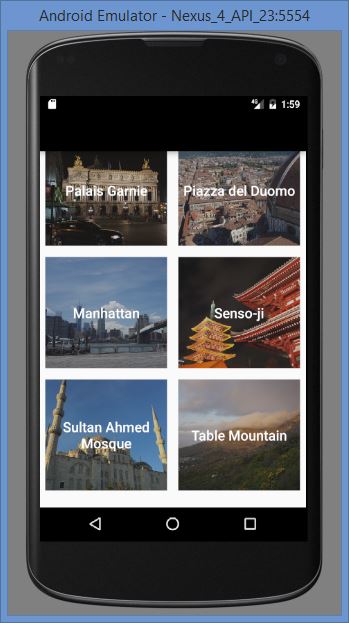 Android Emulator - Nexus_4_API_23:5554
4G
1:59
Palais Garnie
Piazza del Duomo
Manhattan
Senso-ji
Sultan Ahmed
Mosque
Table Mountain